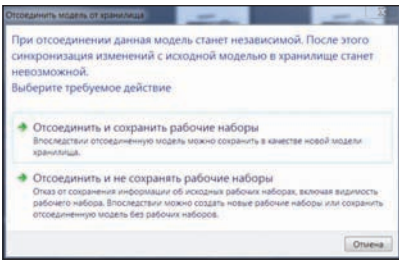 Отсоединить модель от хранилища
При отсоединении данная модель станет независимой. После этого
синхронизация изменений с исходной моделью в хранилище станет
невозможной.
Выберите требуемое действие
Отсоединить и сохранить рабочие наборы
Впоследствии отсоединенную модель можно сохранить в качестве новой модели
хранилища.
Отсоединить и не сохранять рабочие наборы
Отказ от сохранения информации об исходных рабочих наборах, включая видимость
рабочего набора. Впоследствии можно создать новые рабочие наборы или сохранить
отсоединенную модель без рабочих наборов.
Отмена